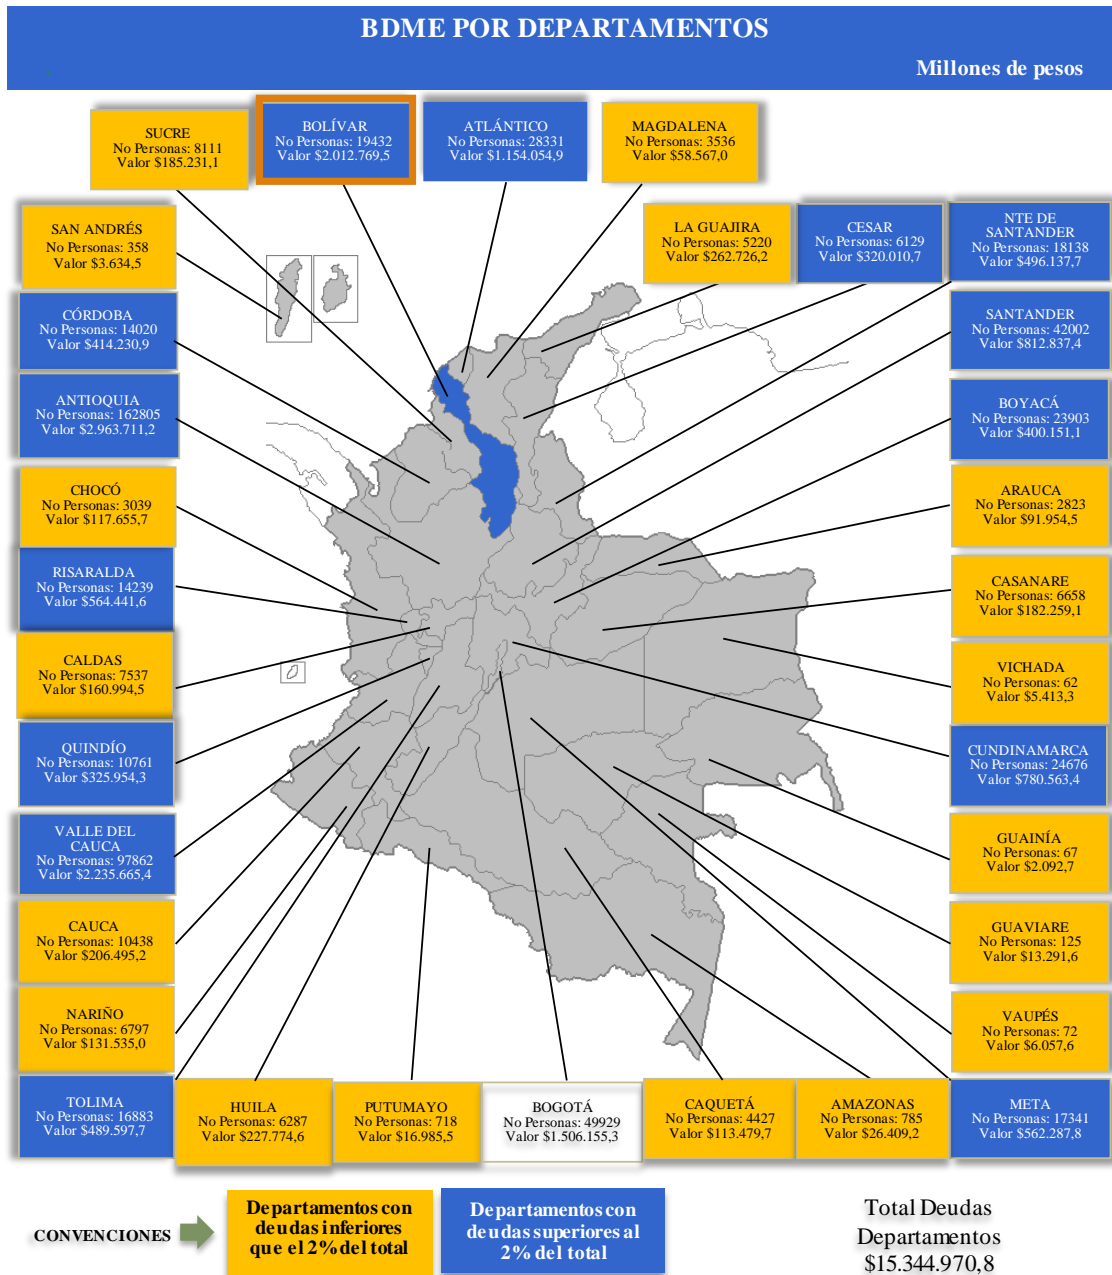 BDME POR DEPARTAMENTOS
Millones de pesos
SUCRE
No Personas: 8111
Valor $185.231,1
BOLÍVAR
No Personas: 19432
Valor $2.012.769,5
ATLÁNTICO
No Personas: 28331
Valor $1.154.054,9
MAGDALENA
No Personas: 3536
Valor $58.567,0
SAN ANDRÉS
No Personas: 358
Valor $3.634,5
LA GUAJIRA
No Personas: 5220
Valor $262.726,2
CESAR
No Personas: 6129
Valor $320.010,7
NTE DE
SANTANDER
No Personas: 18138
Valor $496.137,7
CÓRDOBA
No Personas: 14020
Valor $414.230,9
SANTANDER
No Personas: 42002
Valor $812.837,4
ANTIOQUIA
No Personas: 162805
Valor $2.963.711,2
BOYACÁ
No Personas: 23903
Valor $400.151,1
CHOCÓ
No Personas: 3039
Valor $117.655,7
ARAUCA
No Personas: 2823
Valor $91.954,5
RISARALDA
No Personas: 14239
Valor $564.441,6
CASANARE
No Personas: 6658
Valor $182.259,1
CALDAS
No Personas: 7537
Valor $160.994,5
VICHADA
No Personas: 62
Valor $5.413,3
QUINDÍO
No Personas: 10761
Valor $325.954,3
CUNDINAMARCA
No Personas: 24676
Valor $780.563,4
VALLE DEL
CAUCA
No Personas: 97862
Valor $2.235.665,4
GUAINÍA
No Personas: 67
Valor $2.092,7
CAUCA
No Personas: 10438
Valor $206.495,2
GUAVIARE
No Personas: 125
Valor $13.291,6
NARIÑO
No Personas: 6797
Valor $131.535,0
VAUPÉS
No Personas: 72
Valor $6.057,6
TOLIMA
No Personas: 16883
Valor $489.597,7
HUILA
No Personas: 6287
Valor $227.774,6
PUTUMAYO
No Personas: 718
Valor $16.985,5
BOGOTÁ
No Personas: 49929
Valor $1.506.155,3
CAQUETÁ
No Personas: 4427
Valor $113.479,7
AMAZONAS
No Personas: 785
Valor $26.409,2
META
No Personas: 17341
Valor $562.287,8
CONVENCIONES
Departamentos con
deudas inferiores
que el 2% del total
Departamentos con
deudas superiores al
2% del total
Total Deudas
Departamentos
$15.344.970,8